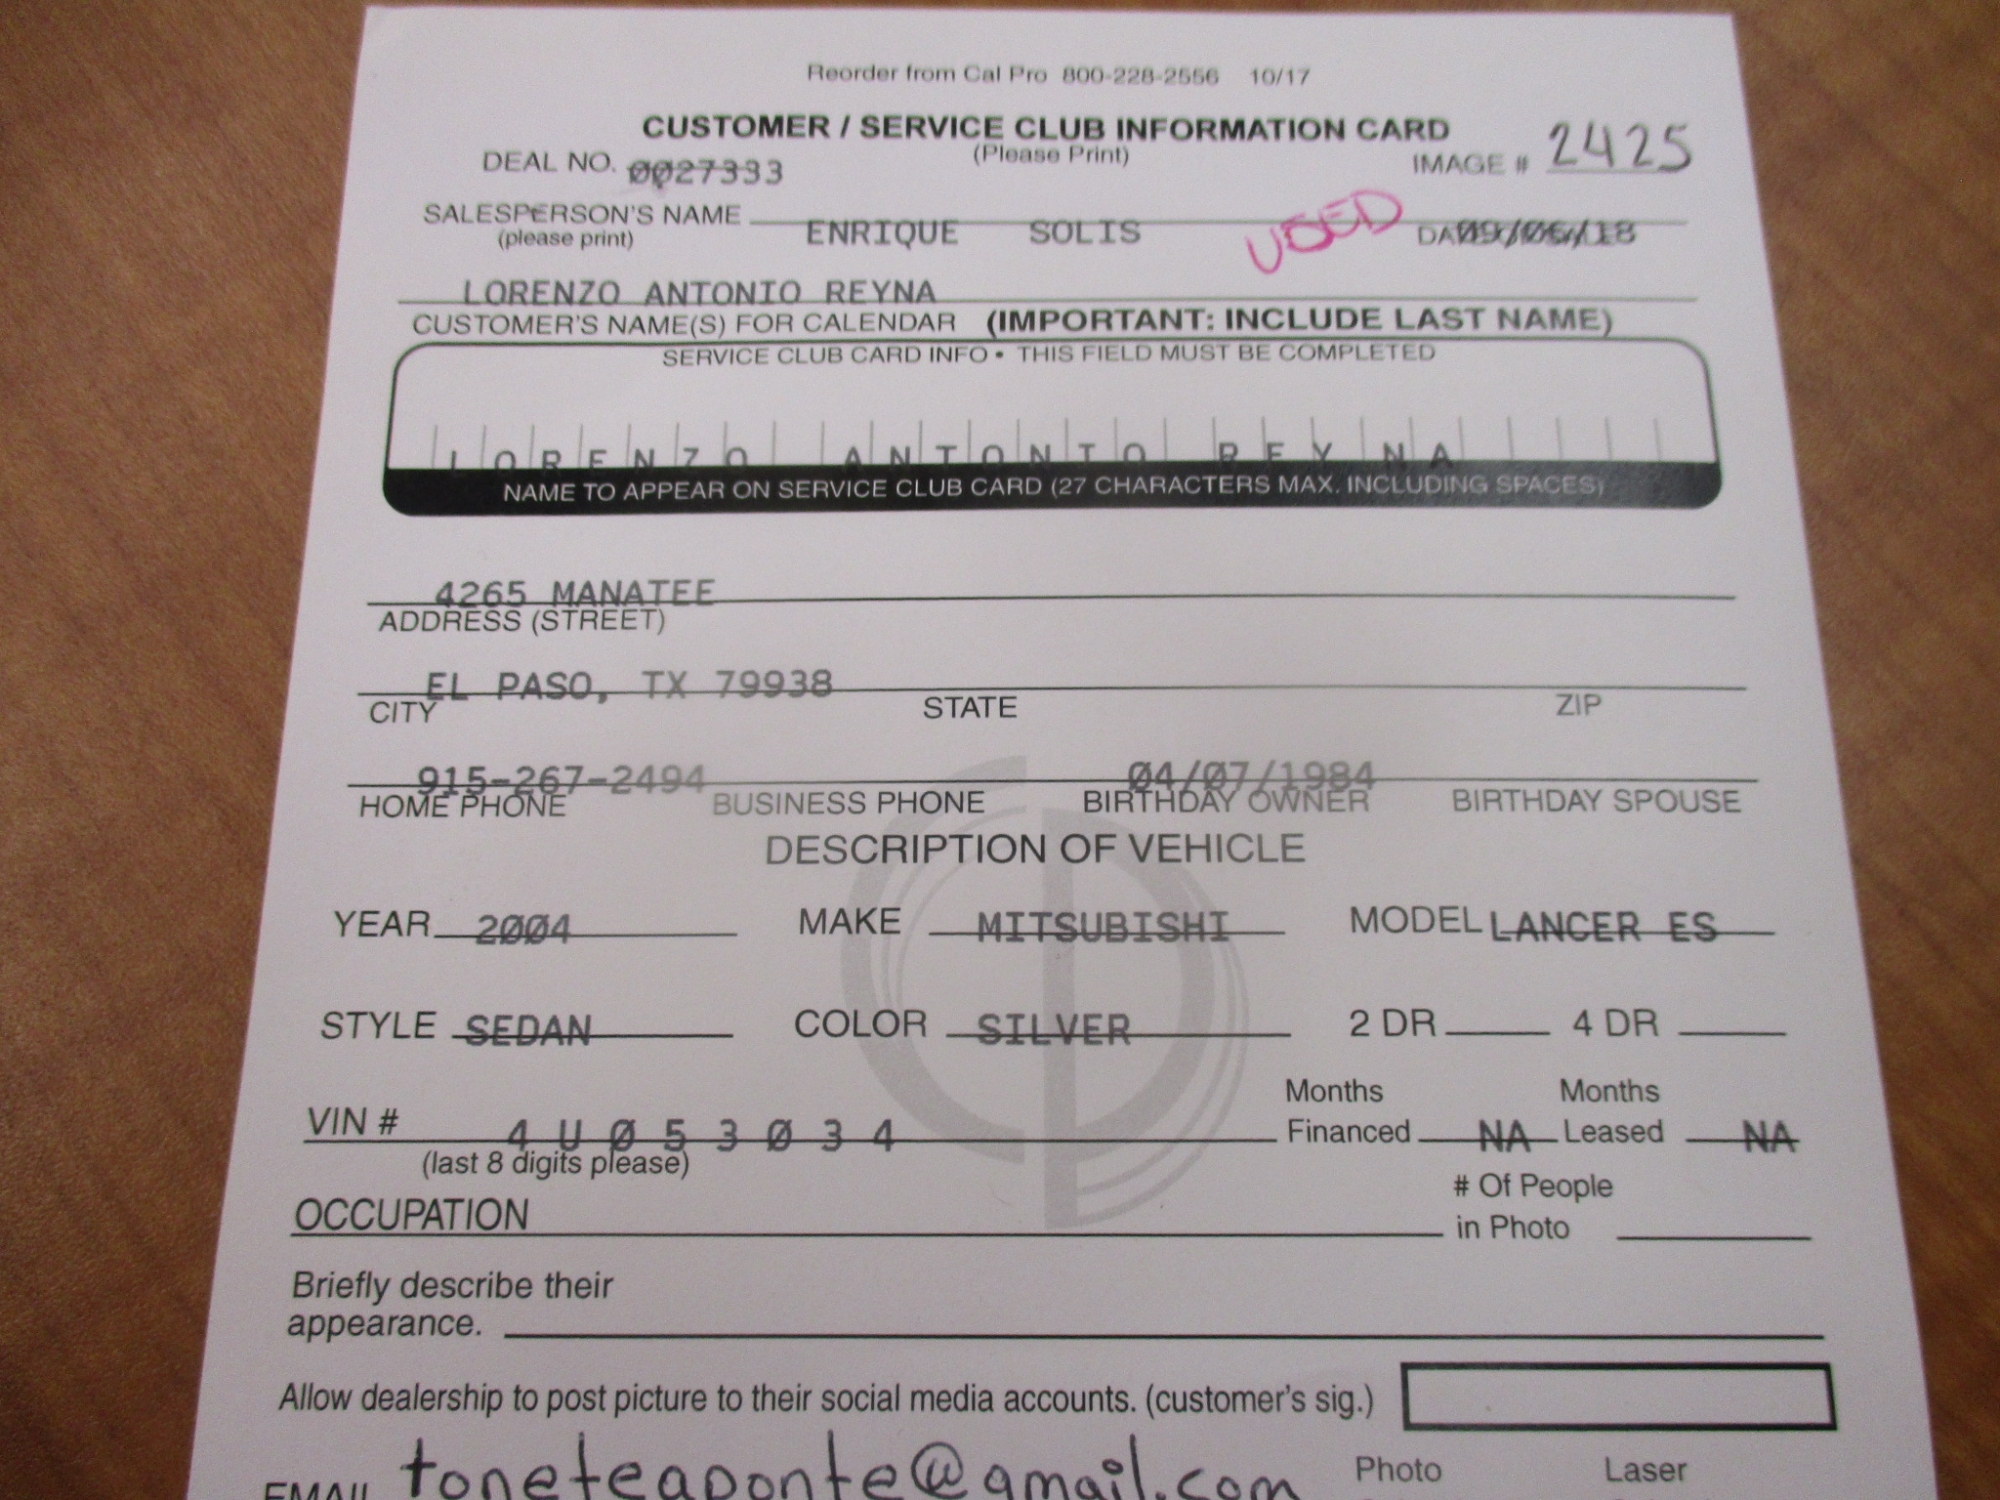 Reorder from Cal Pro 800-228-2556 10/17
CUSTOMER / SERVICE CLUB INFORMATION CARD
(Please Print)
DEAL NO. 0027333
IMAGE # 2425
SALESPERSON'S NAME ENRIQUE SOLIS
(please print)
USED
09/06/18
LORENZO ANTONIO REYNA
CUSTOMER'S NAME(S) FOR CALENDAR (IMPORTANT: INCLUDE LAST NAME)
SERVICE CLUB CARD INFO • THIS FIELD MUST BE COMPLETED
LORENZO ANTONIO REYNA
NAME TO APPEAR ON SERVICE CLUB CARD (27 CHARACTERS MAX. INCLUDING SPACES)
4265 MANATEE
ADDRESS (STREET)
EL PASO, TX 79938
CITY STATE ZIP
915-267-2494 04/07/1984
HOME PHONE BUSINESS PHONE BIRTHDAY OWNER BIRTHDAY SPOUSE
DESCRIPTION OF VEHICLE
YEAR 2004 MAKE MITSUBISHI MODEL LANCER ES
STYLE SEDAN COLOR SILVER 2 DR 4 DR
VIN # 4U053034 Months Financed NA Months Leased NA
(last 8 digits please)
OCCUPATION # Of People in Photo
Briefly describe their
appearance.
Allow dealership to post picture to their social media accounts. (customer's sig.)
EMAIL toneteaponte@gmail.com Photo Laser